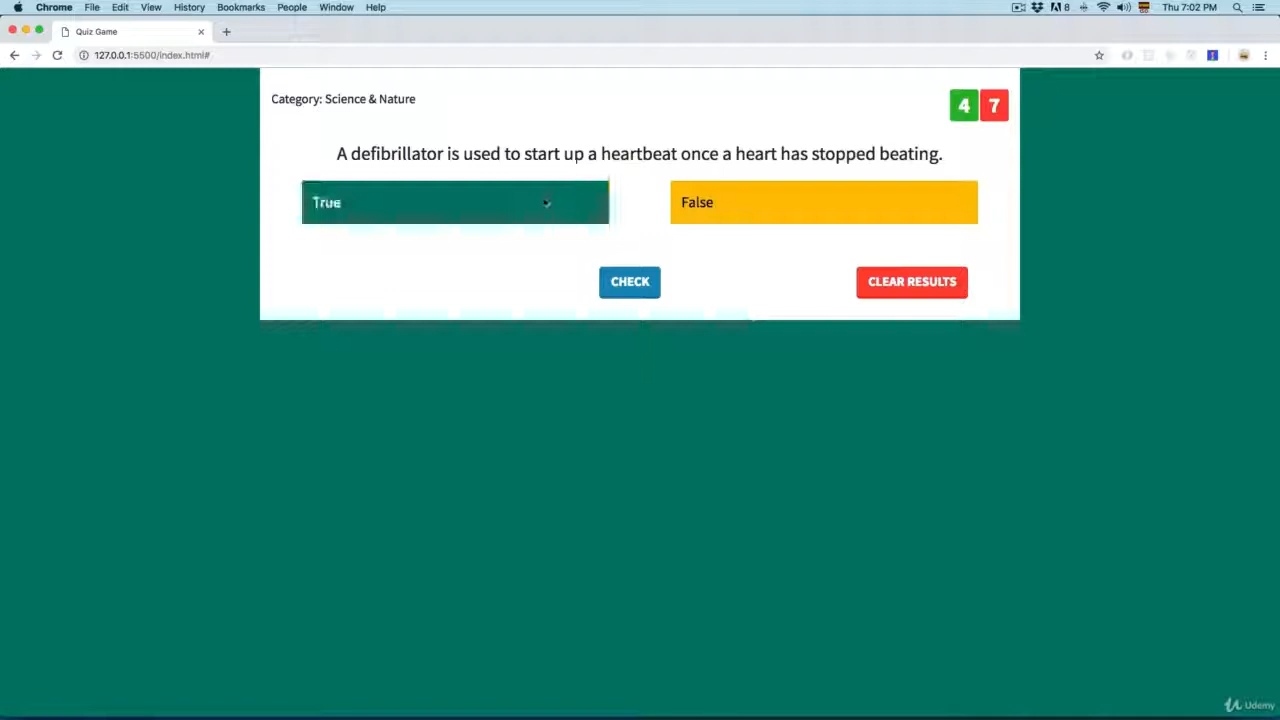 Chrome File Edit View History Bookmarks People Window Help
8 Thu 7:02 PM
Quiz Game
127.0.0.1:5500/index.html#
Category: Science & Nature
4 7
A defibrillator is used to start up a heartbeat once a heart has stopped beating.
True False
CHECK CLEAR RESULTS
Udemy